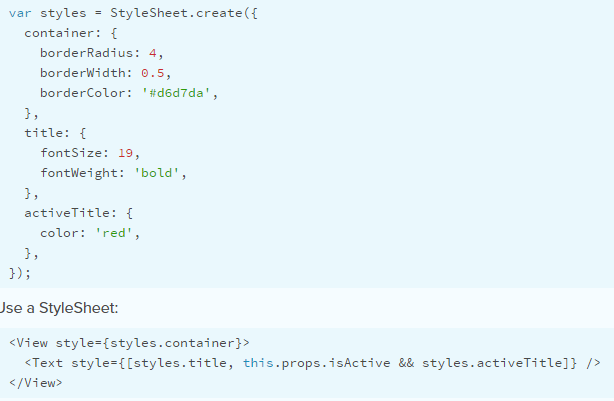 var styles = StyleSheet.create({
  container: {
    borderRadius: 4,
    borderWidth: 0.5,
    borderColor: '#d6d7da',
  },
  title: {
    fontSize: 19,
    fontWeight: 'bold',
  },
  activeTitle: {
    color: 'red',
  },
});
Use a StyleSheet:
<View style={styles.container}>
  <Text style={[styles.title, this.props.isActive && styles.activeTitle]} />
</View>